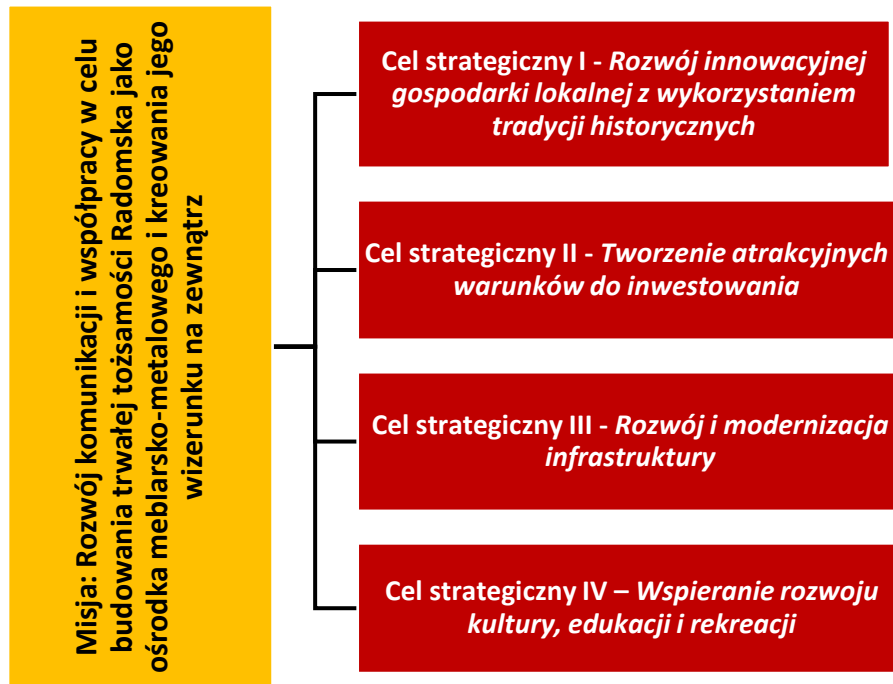 Misja: Rozwój komunikacji i współpracy w celu
budowania trwałej tożsamości Radomska jako
ośrodka meblarsko-metalowego i kreowania jego
wizerunku na zewnątrz
Cel strategiczny I - Rozwój innowacyjnej
gospodarki lokalnej z wykorzystaniem
tradycji historycznych
Cel strategiczny II - Tworzenie atrakcyjnych
warunków do inwestowania
Cel strategiczny III - Rozwój i modernizacja
infrastruktury
Cel strategiczny IV – Wspieranie rozwoju
kultury, edukacji i rekreacji